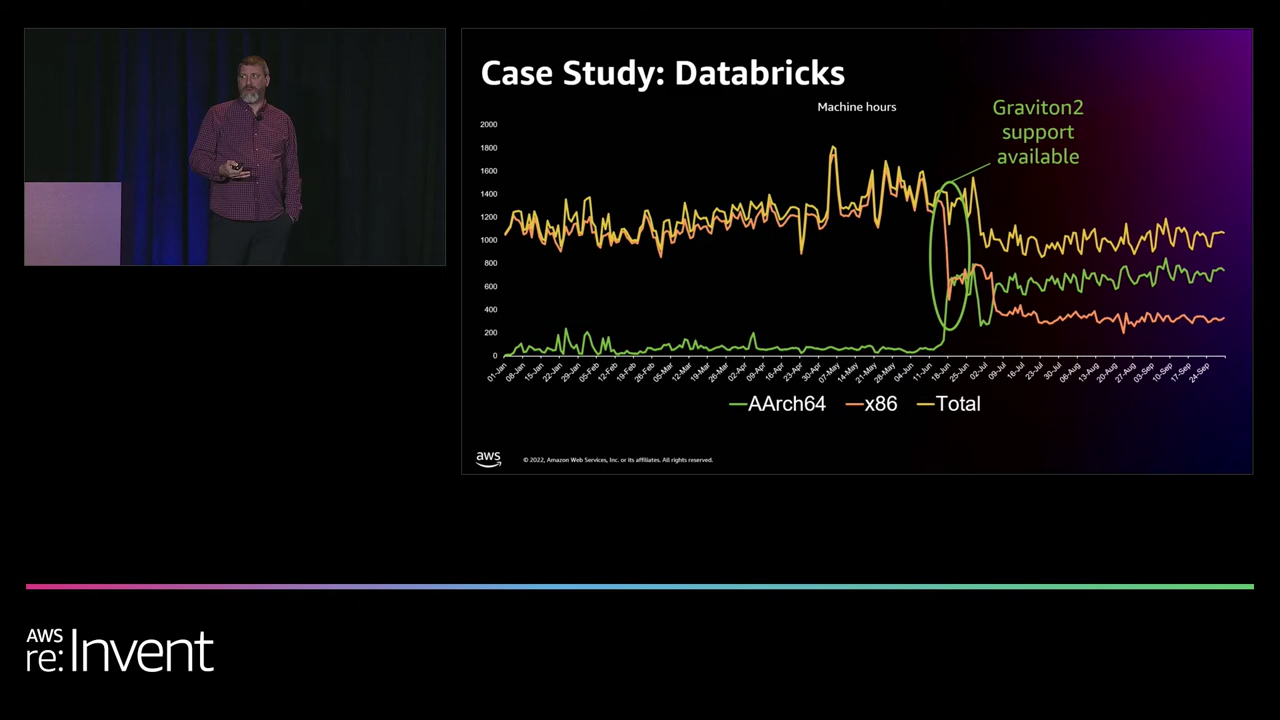 Case Study: Databricks
Machine hours
Graviton2
support
available
2000
1800
1600
1400
1200
1000
800
600
400
200
0
01-Jan
08-Jan
15-Jan
22-Jan
29-Jan
05-Feb
12-Feb
19-Feb
26-Feb
05-Mar
12-Mar
19-Mar
26-Mar
02-Apr
09-Apr
16-Apr
23-Apr
30-Apr
07-May
14-May
21-May
28-May
04-Jun
11-Jun
18-Jun
25-Jun
02-Jul
09-Jul
16-Jul
23-Jul
30-Jul
06-Aug
13-Aug
20-Aug
27-Aug
03-Sep
10-Sep
17-Sep
24-Sep
AArch64 x86 Total
aws
© 2022, Amazon Web Services, Inc. or its affiliates. All rights reserved.
AWS
re:Invent